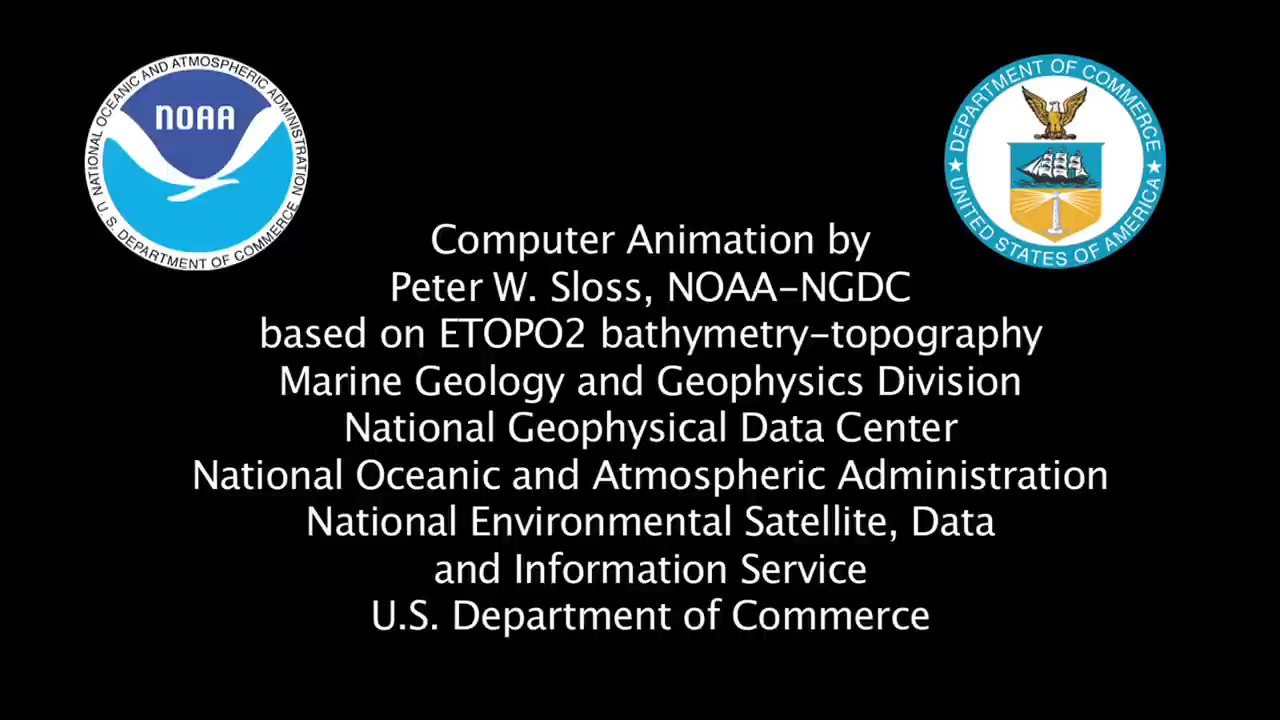 NATIONAL OCEANIC AND ATMOSPHERIC ADMINISTRATION
U.S. DEPARTMENT OF COMMERCE
NOAA
DEPARTMENT OF COMMERCE
UNITED STATES OF AMERICA
Computer Animation by
Peter W. Sloss, NOAA-NGDC
based on ETOPO2 bathymetry-topography
Marine Geology and Geophysics Division
National Geophysical Data Center
National Oceanic and Atmospheric Administration
National Environmental Satellite, Data
and Information Service
U.S. Department of Commerce